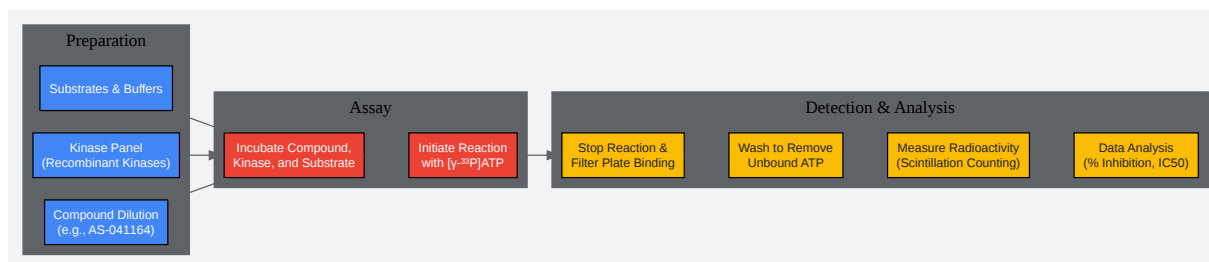 Preparation
Substrates & Buffers
Kinase Panel
(Recombinant Kinases)
Compound Dilution
(e.g., AS-041164)
Assay
Incubate Compound,
Kinase, and Substrate
Initiate Reaction
with [γ-³³P]ATP
Detection & Analysis
Stop Reaction &
Filter Plate Binding
Wash to Remove
Unbound ATP
Measure Radioactivity
(Scintillation Counting)
Data Analysis
(% Inhibition, IC50)